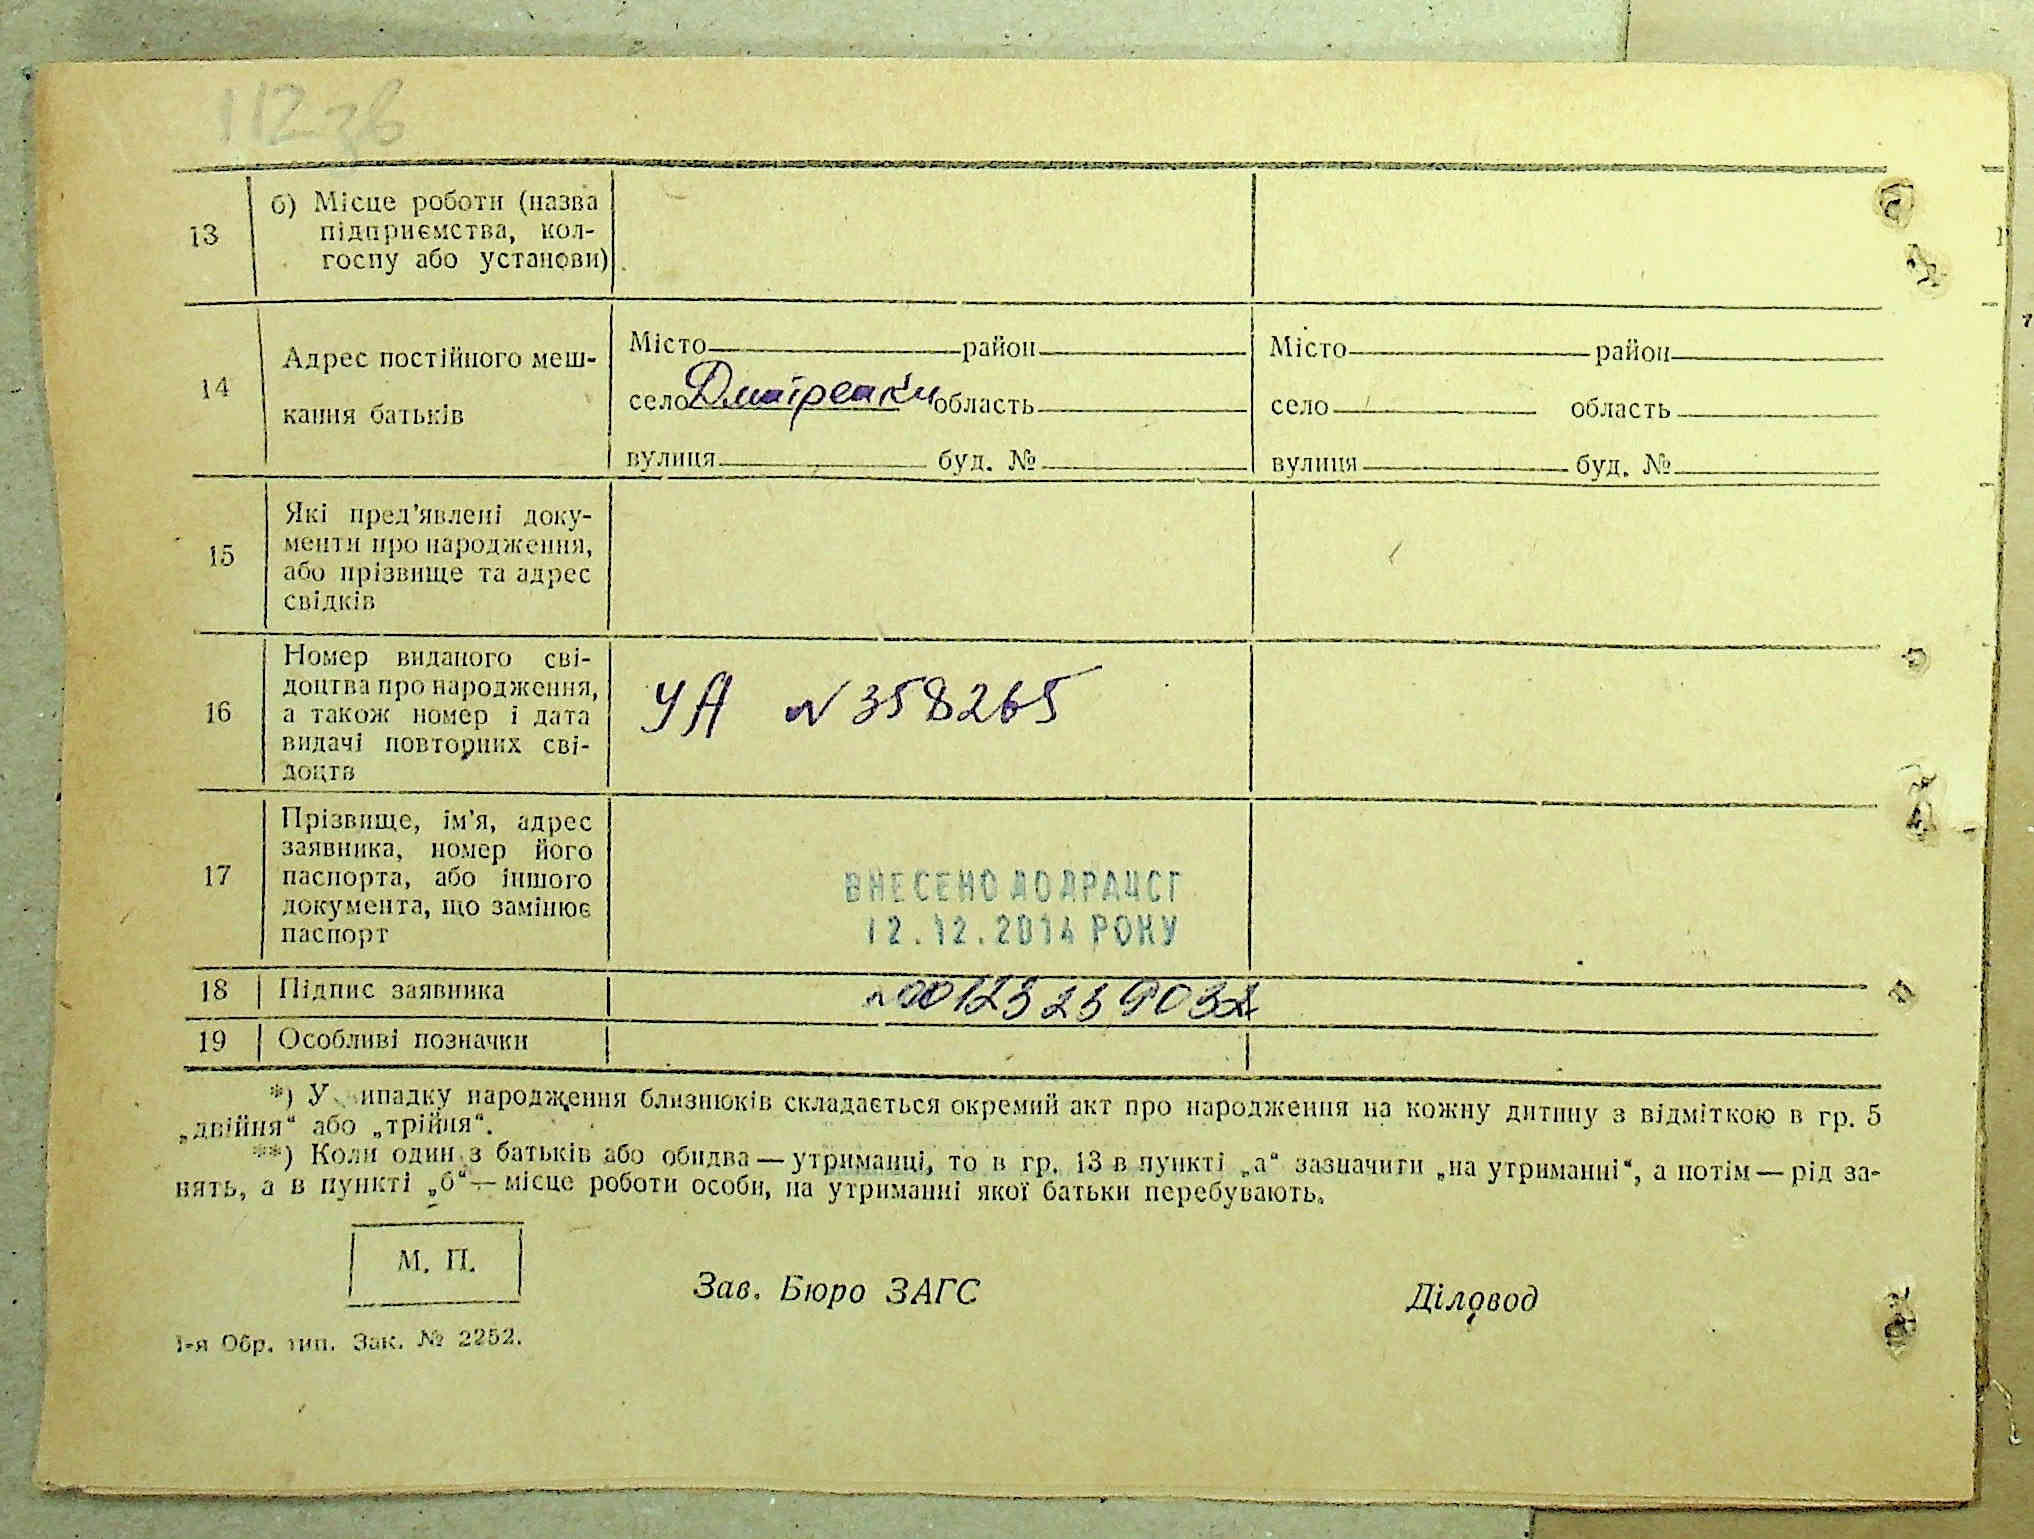 112 зв
13
б) Місце роботи (назва
підприємства, кол-
госпу або установи)
14
Адрес постійного меш-
кання батьків
Місто район
село Дмитренки область
вулиця буд. №
Місто район
село область
вулиця буд. №
15
Які пред’явлені доку-
менти про народження,
або прізвище та адрес
свідків
16
Номер виданого сві-
доцтва про народження,
а також номер і дата
видачі повторних сві-
доцтв
УА № 358265
17
Прізвище, ім’я, адрес
заявника, номер його
паспорта, або іншого
документа, що замінює
паспорт
ВНЕСЕНО ДО ДРАЦСГ
12.12.2014 РОКУ
18 Підпис заявника
№00123239032
19 Особливі позначки
*) У випадку народження близнюків складається окремий акт про народження на кожну дитину з відміткою в гр. 5
„двійня“ або „трійня“.
**) Коли один з батьків або обидва—утриманці, то в гр. 13 в пункті „а“ зазначити „на утриманні“, а потім—рід за-
нять, а в пункті „б“—місце роботи особи, на утриманні якої батьки перебувають.
М. П.
Зав. Бюро ЗАГС
Діловод
1-я Обр. тип. Зак. № 2252.